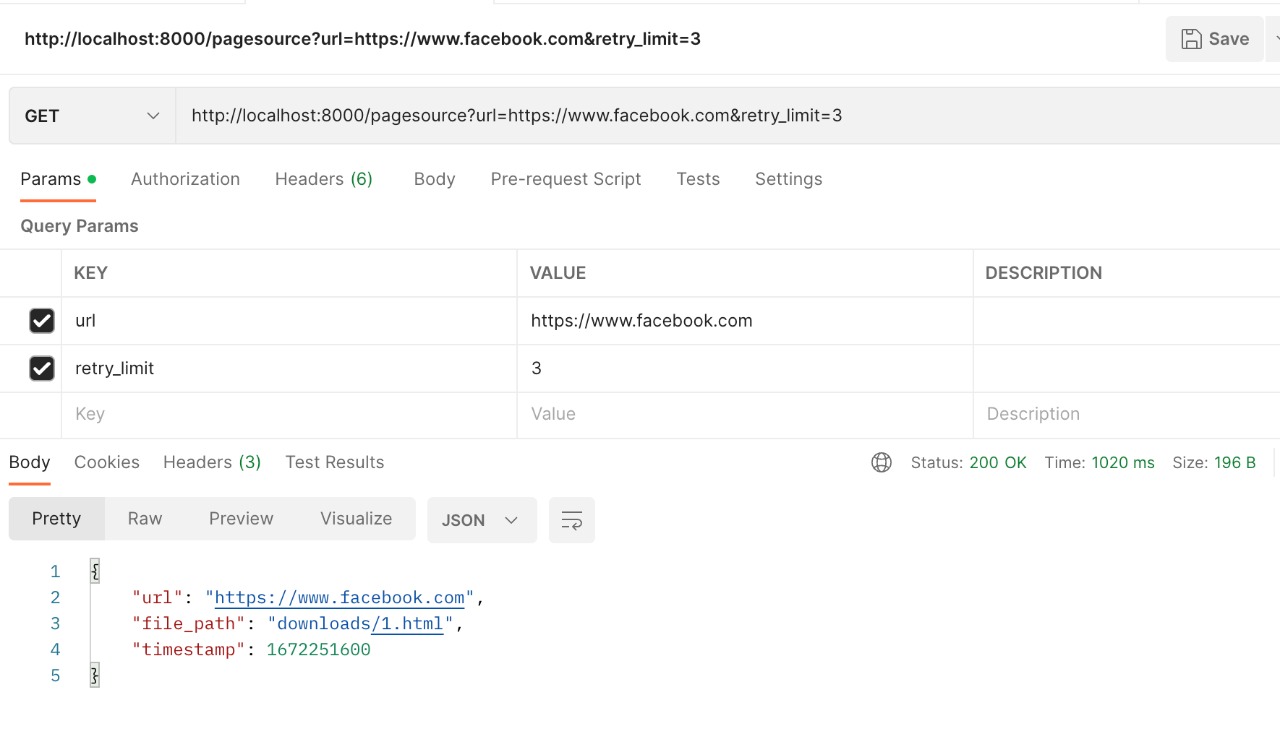 http://localhost:8000/pagesource?url=https://www.facebook.com&retry_limit=3
Save
GET
http://localhost:8000/pagesource?url=https://www.facebook.com&retry_limit=3
Params Authorization Headers (6) Body Pre-request Script Tests Settings
Query Params
KEY VALUE DESCRIPTION
url https://www.facebook.com
retry_limit 3
Key Value Description
Body Cookies Headers (3) Test Results Status: 200 OK Time: 1020 ms Size: 196 B
Pretty Raw Preview Visualize JSON
1 {
2 "url": "https://www.facebook.com",
3 "file_path": "downloads/1.html",
4 "timestamp": 1672251600
5 }